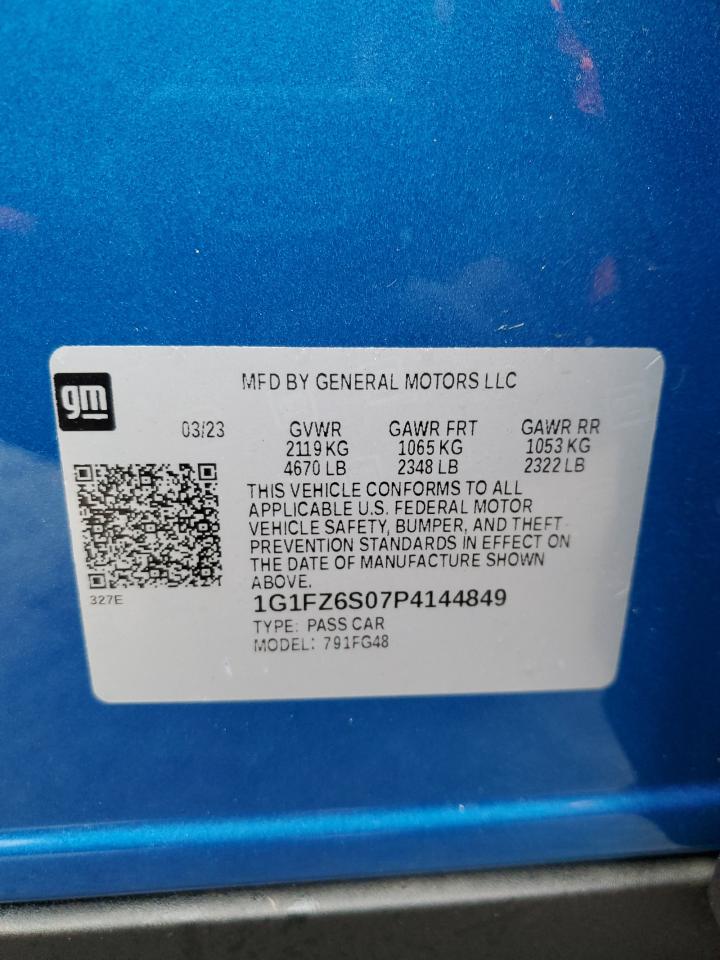 MFD BY GENERAL MOTORS LLC
gm
03/23 GVWR GAWR FRT GAWR RR
2119 KG 1065 KG 1053 KG
4670 LB 2348 LB 2322 LB
THIS VEHICLE CONFORMS TO ALL
APPLICABLE U.S. FEDERAL MOTOR
VEHICLE SAFETY, BUMPER, AND THEFT
PREVENTION STANDARDS IN EFFECT ON
THE DATE OF MANUFACTURE SHOWN
ABOVE.
327E
1G1FZ6S07P4144849
TYPE: PASS CAR
MODEL: 791FG48